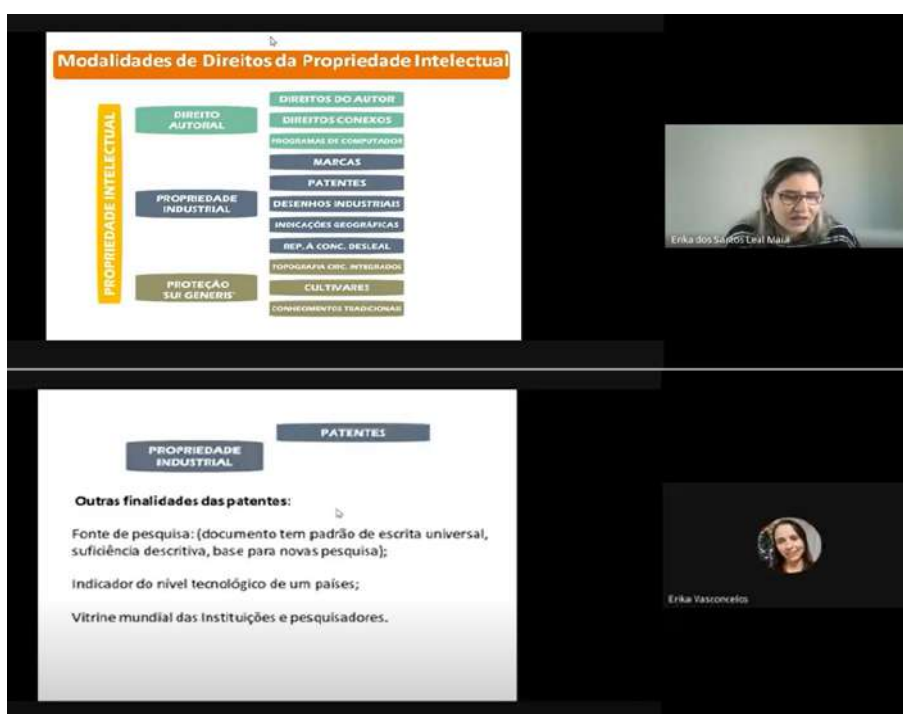 Modalidades de Direitos da Propriedade Intelectual
PROPRIEDADE INTELECTUAL
DIREITO
AUTORAL
DIREITOS DO AUTOR
DIREITOS CONEXOS
PROGRAMAS DE COMPUTADOR
PROPRIEDADE
INDUSTRIAL
MARCAS
PATENTES
DESENHOS INDUSTRIAIS
INDICAÇÕES GEOGRÁFICAS
REP. À CONC. DESLEAL
PROTEÇÃO
SUI GENERIS'
TOPOGRAFIA CIRC. INTEGRADOS
CULTIVARES
CONHECIMENTOS TRADICIONAIS
Erika dos Santos Leal Maia
PATENTES
PROPRIEDADE
INDUSTRIAL
Outras finalidades das patentes:
Fonte de pesquisa: (documento tem padrão de escrita universal,
suficiência descritiva, base para novas pesquisa);
Indicador do nível tecnológico de um países;
Vitrine mundial das Instituições e pesquisadores.
Erika Vasconcelos